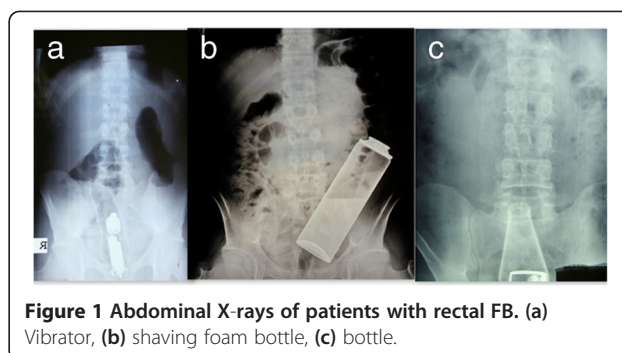 a
b
c
Я
Figure 1 Abdominal X-rays of patients with rectal FB. (a)
Vibrator, (b) shaving foam bottle, (c) bottle.